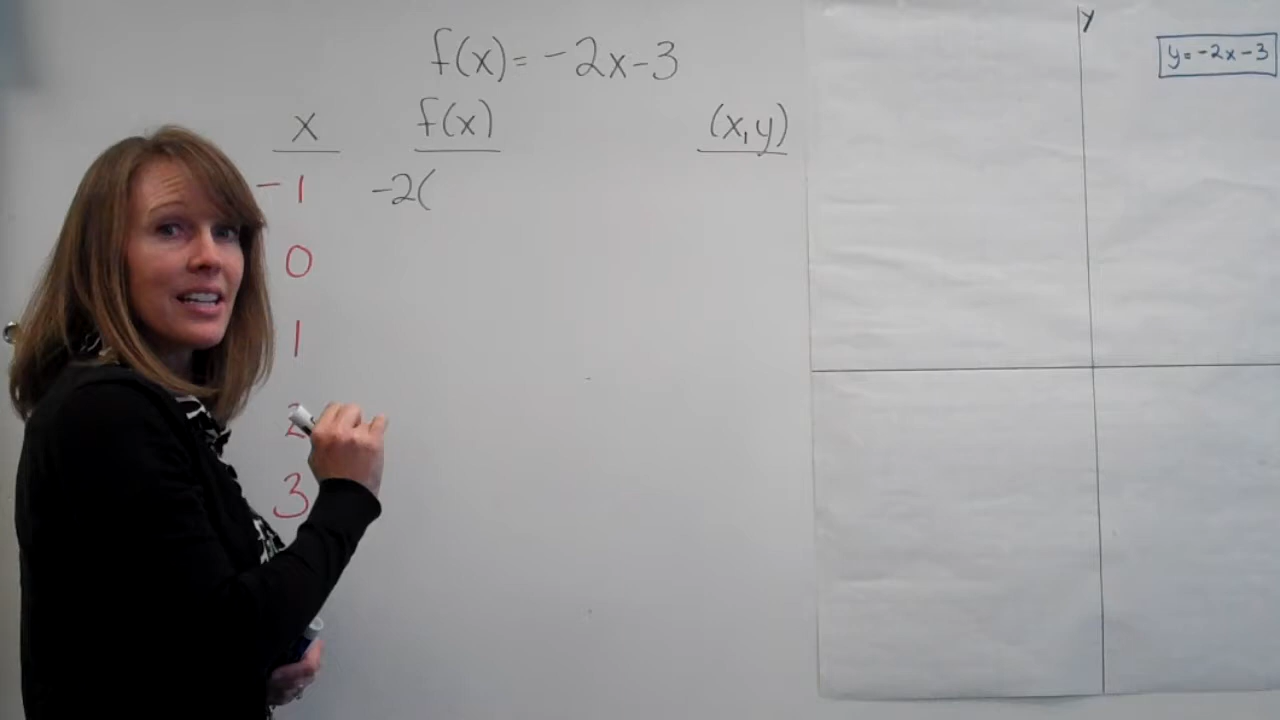 f(x) = -2x-3
x f(x) (x,y)
-1 -2(
0
1
2
3
y
y = -2x-3